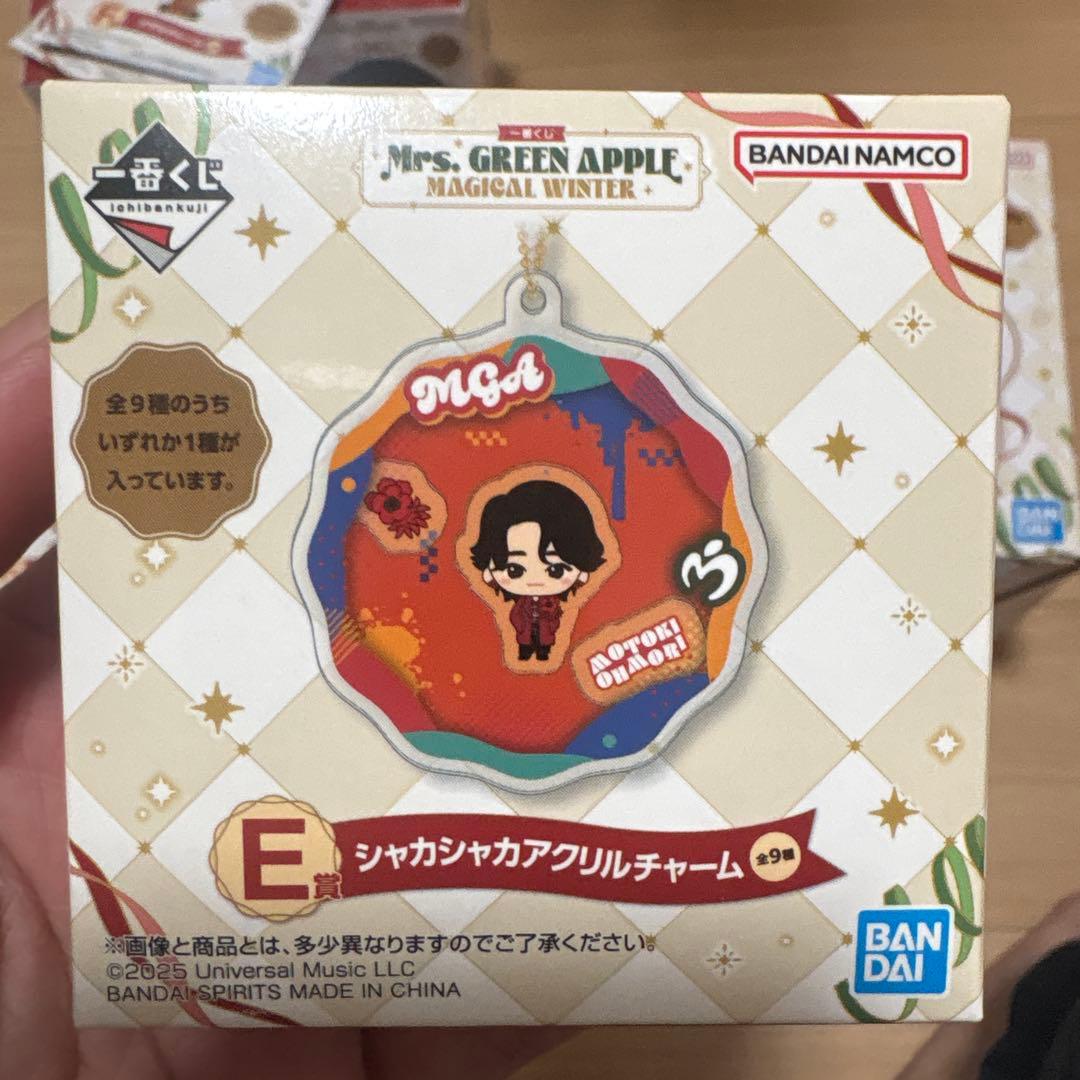 一番くじ
ichibankuji
一番くじ
Mrs. GREEN APPLE
MAGICAL WINTER
BANDAI NAMCO
全9種のうち
いずれか1種が
入っています。
MGA
MOTOKI
OHMORI
E賞
シャカシャカアクリルチャーム
全9種
※画像と商品とは、多少異なりますのでご了承ください。
©2025 Universal Music LLC
BANDAI SPIRITS MADE IN CHINA
BAN
DAI
BAN
DAI